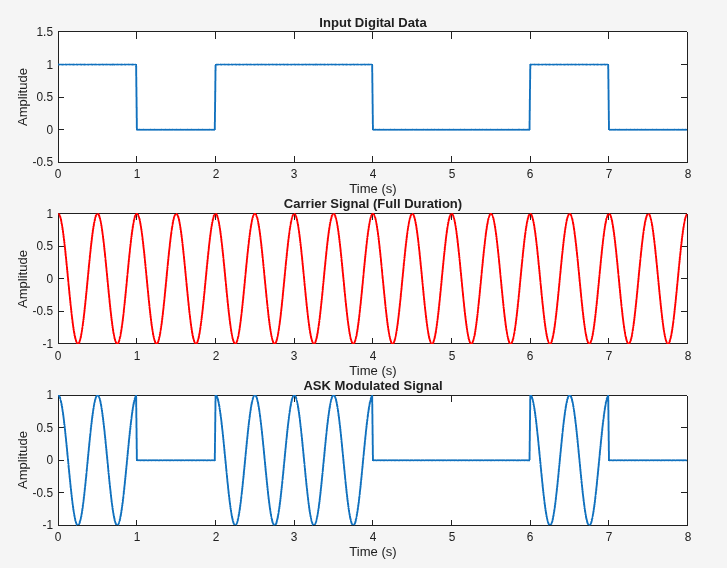 Input Digital Data
1.5
1
0.5
0
-0.5
Amplitude
0 1 2 3 4 5 6 7 8
Time (s)
Carrier Signal (Full Duration)
1
0.5
0
-0.5
-1
Amplitude
0 1 2 3 4 5 6 7 8
Time (s)
ASK Modulated Signal
1
0.5
0
-0.5
-1
Amplitude
0 1 2 3 4 5 6 7 8
Time (s)